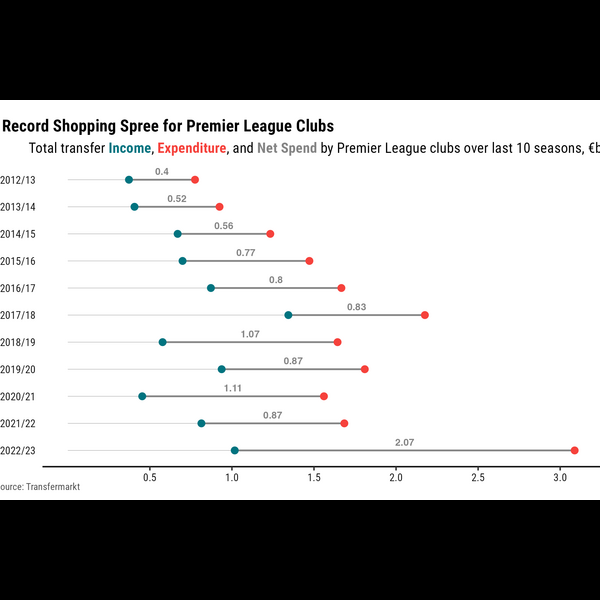 Record Shopping Spree for Premier League Clubs
Total transfer Income, Expenditure, and Net Spend by Premier League clubs over last 10 seasons, €b
2012/13 0.4
2013/14 0.52
2014/15 0.56
2015/16 0.77
2016/17 0.8
2017/18 0.83
2018/19 1.07
2019/20 0.87
2020/21 1.11
2021/22 0.87
2022/23 2.07
0.5 1.0 1.5 2.0 2.5 3.0
ource: Transfermarkt